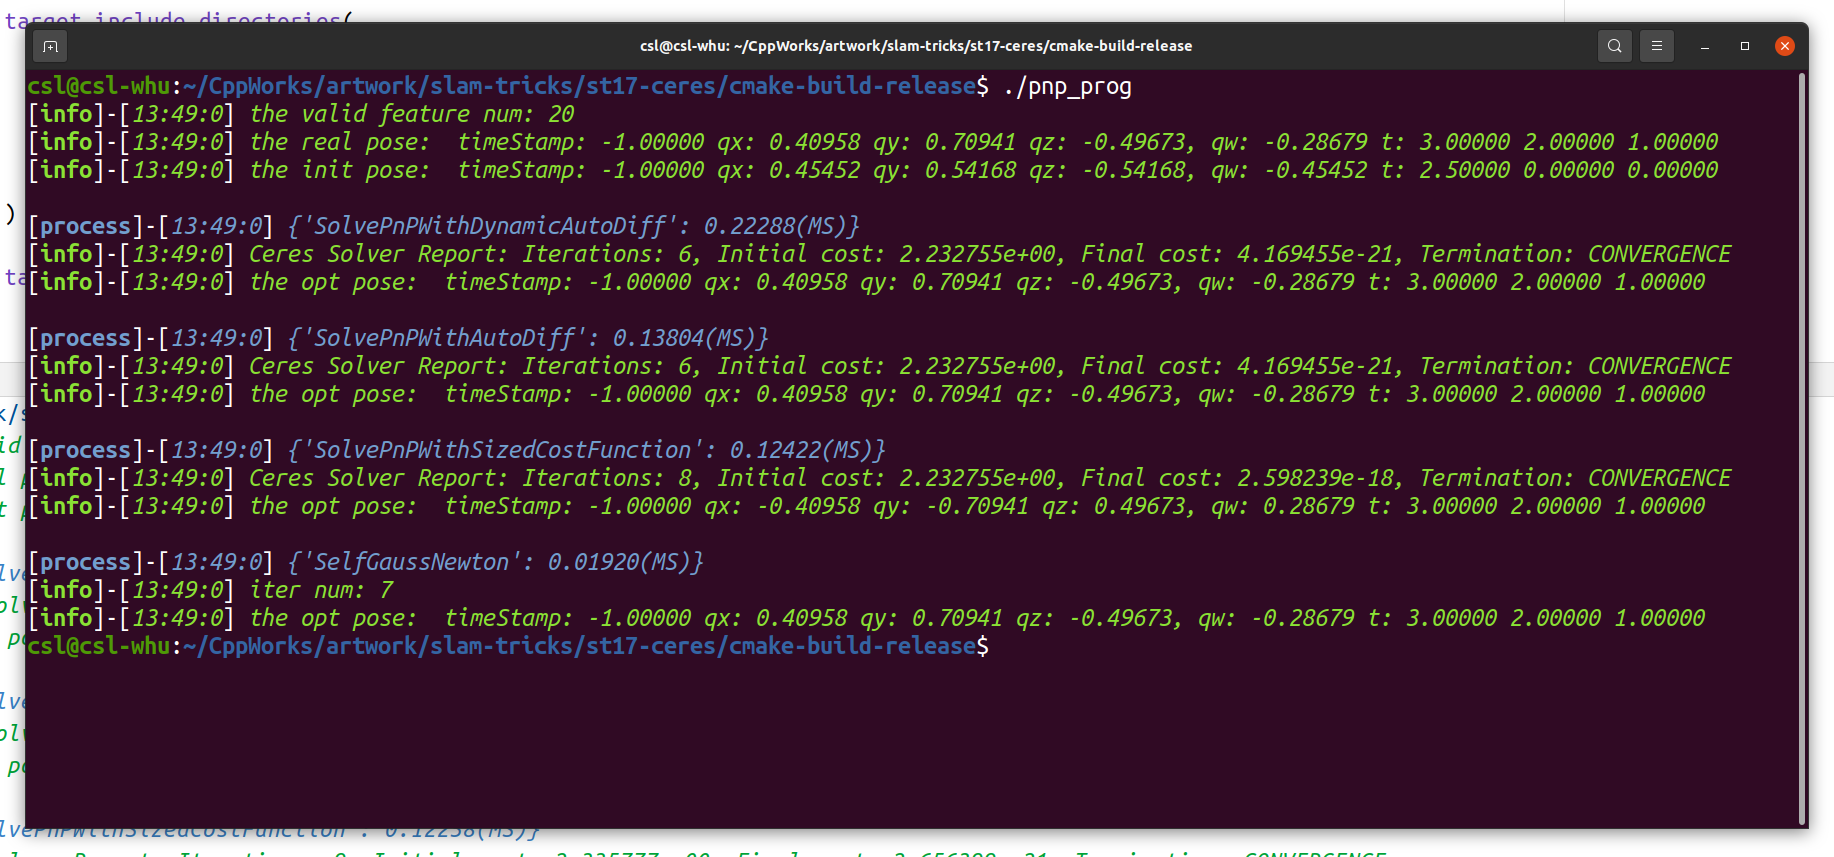 target_include_directories(
csl@csl-whu: ~/CppWorks/artwork/slam-tricks/st17-ceres/cmake-build-release
csl@csl-whu:~/CppWorks/artwork/slam-tricks/st17-ceres/cmake-build-release$ ./pnp_prog
[info]-[13:49:0] the valid feature num: 20
[info]-[13:49:0] the real pose:  timeStamp: -1.00000 qx: 0.40958 qy: 0.70941 qz: -0.49673, qw: -0.28679 t: 3.00000 2.00000 1.00000
[info]-[13:49:0] the init pose:  timeStamp: -1.00000 qx: 0.45452 qy: 0.54168 qz: -0.54168, qw: -0.45452 t: 2.50000 0.00000 0.00000
)
[process]-[13:49:0] {'SolvePnPWithDynamicAutoDiff': 0.22288(MS)}
[info]-[13:49:0] Ceres Solver Report: Iterations: 6, Initial cost: 2.232755e+00, Final cost: 4.169455e-21, Termination: CONVERGENCE
[info]-[13:49:0] the opt pose:  timeStamp: -1.00000 qx: 0.40958 qy: 0.70941 qz: -0.49673, qw: -0.28679 t: 3.00000 2.00000 1.00000
[process]-[13:49:0] {'SolvePnPWithAutoDiff': 0.13804(MS)}
[info]-[13:49:0] Ceres Solver Report: Iterations: 6, Initial cost: 2.232755e+00, Final cost: 4.169455e-21, Termination: CONVERGENCE
[info]-[13:49:0] the opt pose:  timeStamp: -1.00000 qx: 0.40958 qy: 0.70941 qz: -0.49673, qw: -0.28679 t: 3.00000 2.00000 1.00000
[process]-[13:49:0] {'SolvePnPWithSizedCostFunction': 0.12422(MS)}
[info]-[13:49:0] Ceres Solver Report: Iterations: 8, Initial cost: 2.232755e+00, Final cost: 2.598239e-18, Termination: CONVERGENCE
[info]-[13:49:0] the opt pose:  timeStamp: -1.00000 qx: -0.40958 qy: -0.70941 qz: 0.49673, qw: 0.28679 t: 3.00000 2.00000 1.00000
[process]-[13:49:0] {'SelfGaussNewton': 0.01920(MS)}
[info]-[13:49:0] iter num: 7
[info]-[13:49:0] the opt pose:  timeStamp: -1.00000 qx: 0.40958 qy: 0.70941 qz: -0.49673, qw: -0.28679 t: 3.00000 2.00000 1.00000
csl@csl-whu:~/CppWorks/artwork/slam-tricks/st17-ceres/cmake-build-release$